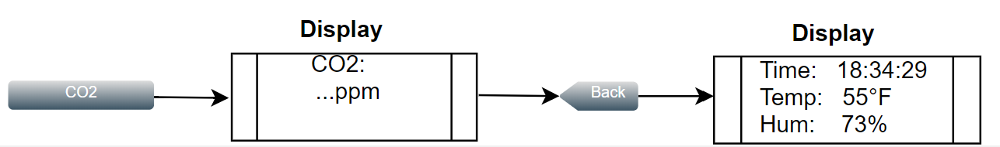 CO2
Display
CO2:
...ppm
Back
Display
Time: 18:34:29
Temp: 55°F
Hum: 73%